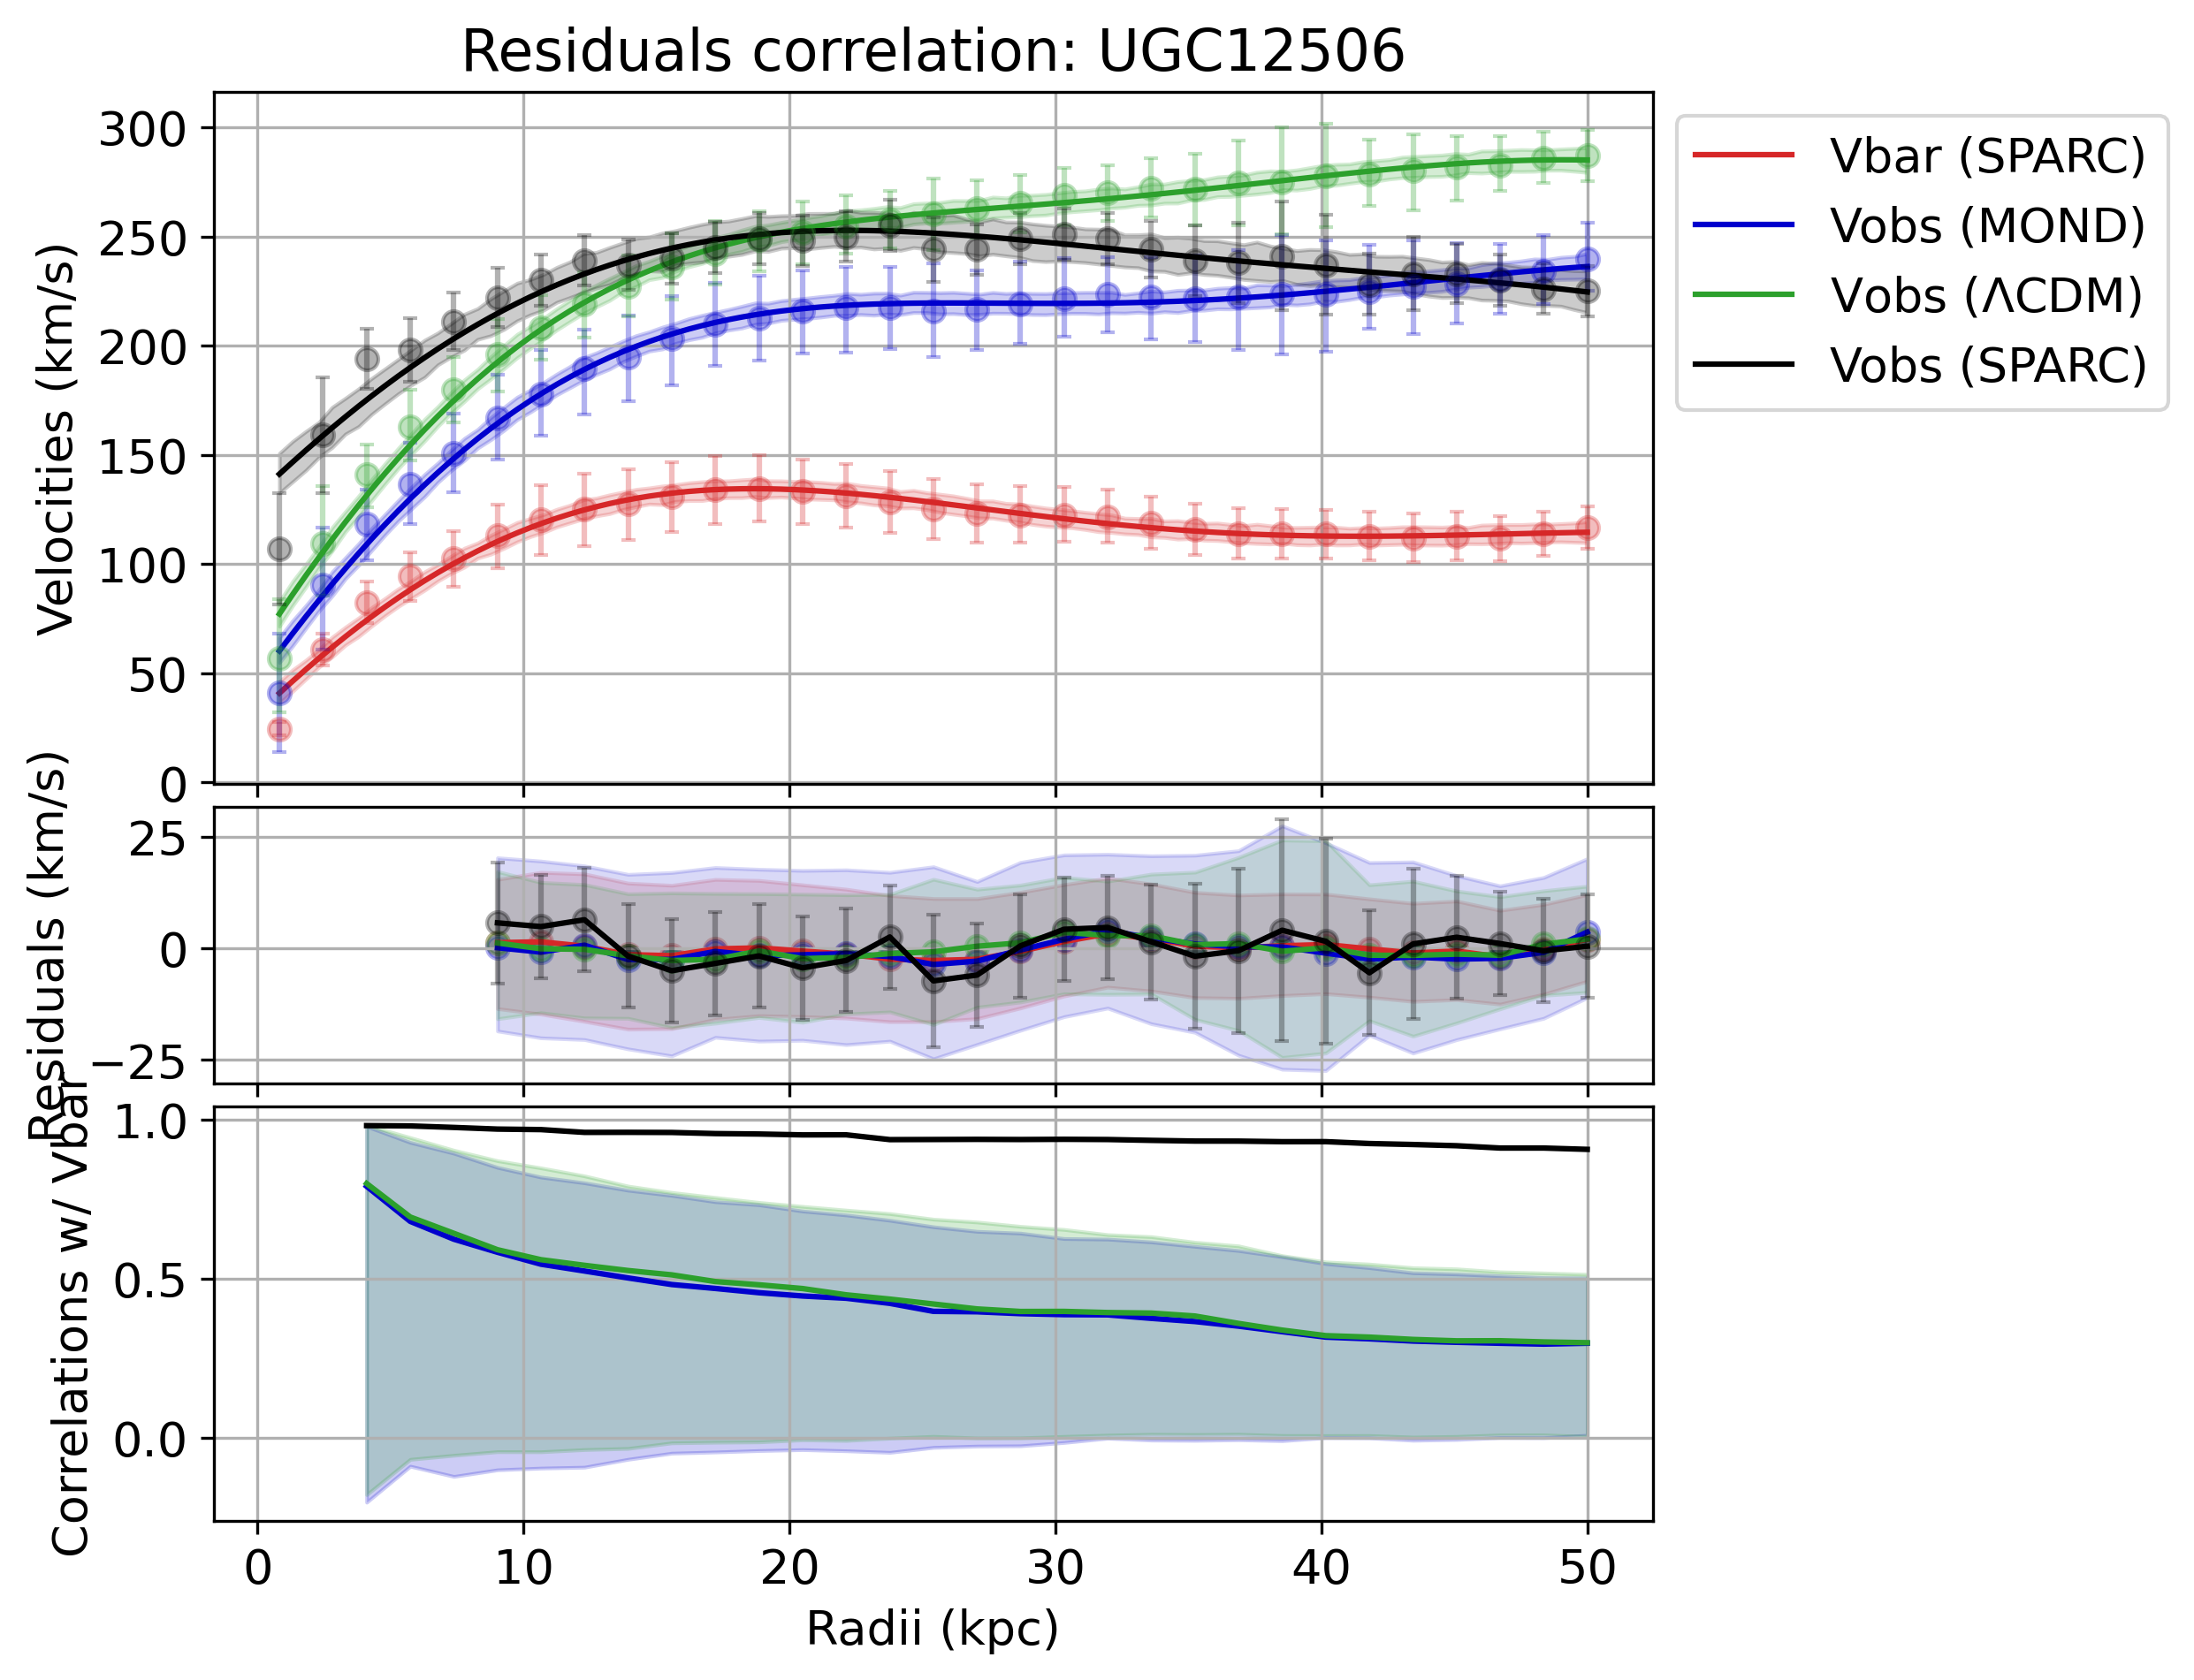 Residuals correlation: UGC12506
Velocities (km/s)
300
250
200
150
100
50
0
Vbar (SPARC)
Vobs (MOND)
Vobs (ΛCDM)
Vobs (SPARC)
Residuals (km/s)
25
0
−25
Correlations w/ Vbar
1.0
0.5
0.0
0 10 20 30 40 50
Radii (kpc)